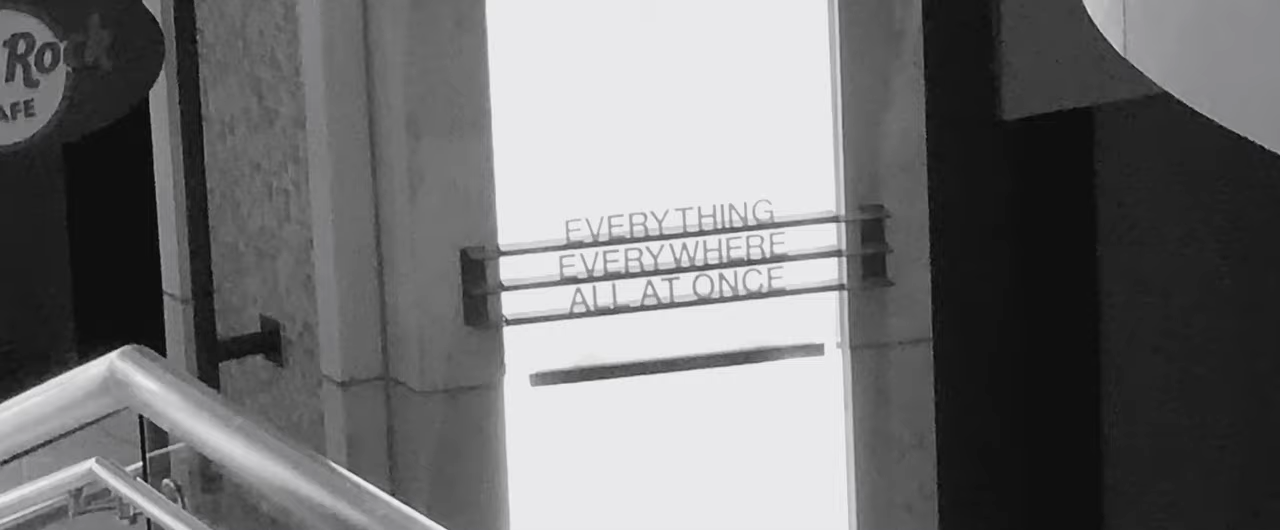 Rock
AFE
EVERYTHING
EVERYWHERE
ALL AT ONCE